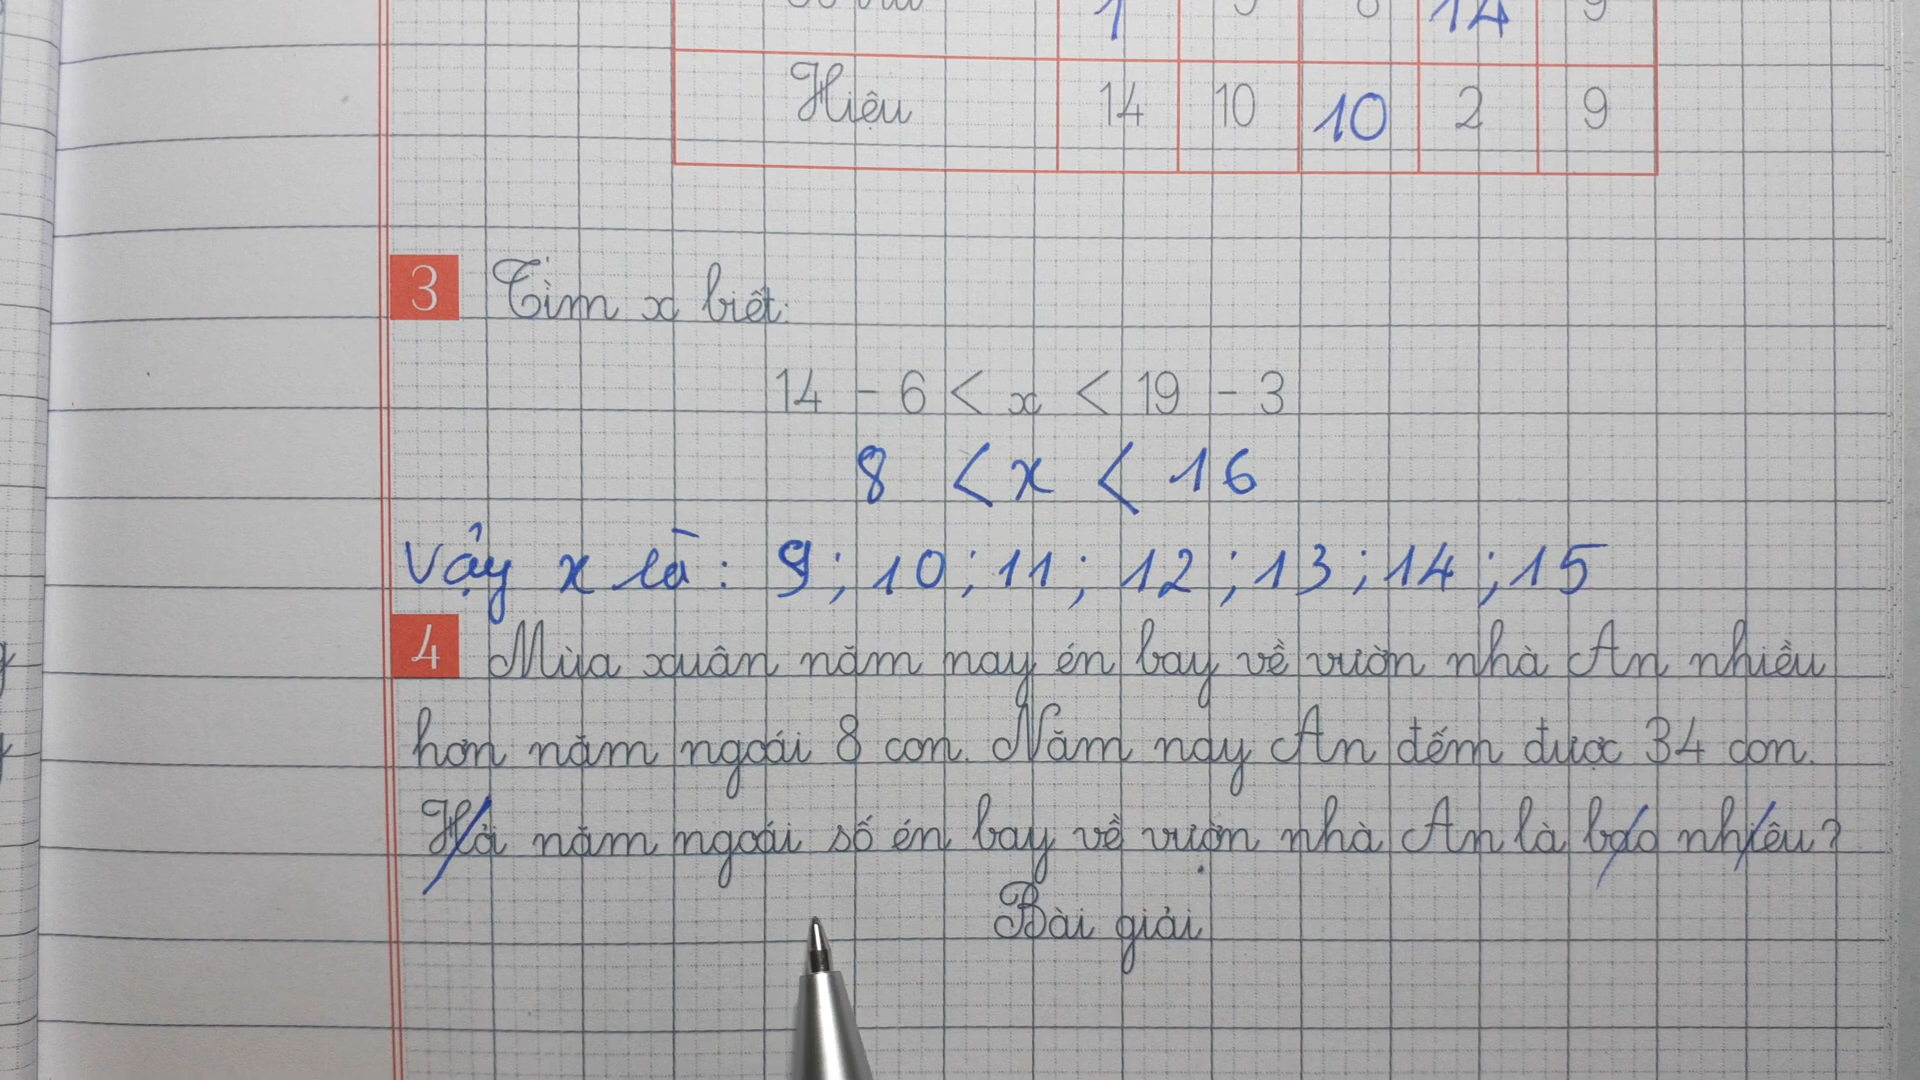 1 14 9
Hiệu 14 10 10 2 9
3 Tìm x biết:
14 - 6 < x < 19 - 3
8 < x < 16
Vậy x là: 9; 10; 11; 12; 13; 14; 15
4 Mùa xuân năm nay én bay về vườn nhà An nhiều
hơn năm ngoái 8 con. Năm nay An đếm được 34 con.
Hỏi năm ngoái số én bay về vườn nhà An là bao nhiêu?
Bài giải